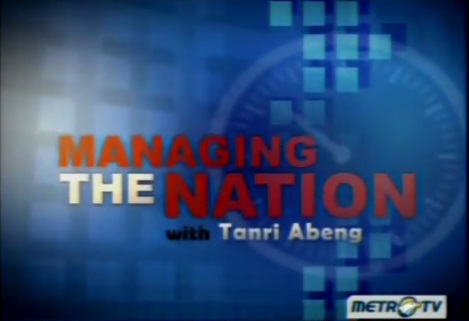 MANAGING
THE NATION
with Tanri Abeng
METRO TV